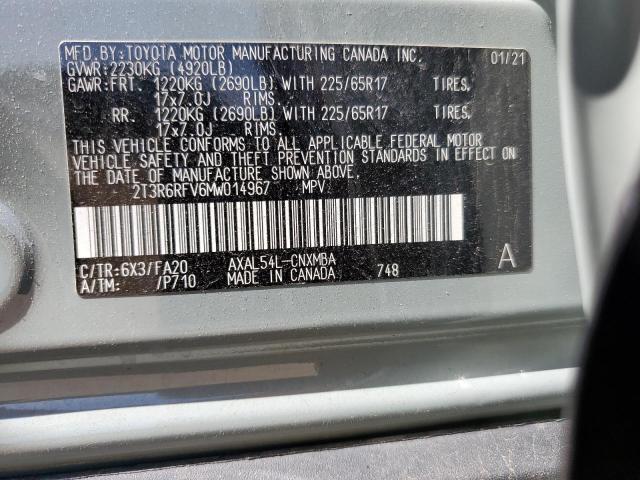 MFD. BY: TOYOTA MOTOR MANUFACTURING CANADA INC. 01/21
GVWR: 2230KG (4920LB)
GAWR: FRT. 1220KG (2690LB) WITH 225/65R17 TIRES,
17x7.0J RIMS.
RR. 1220KG (2690LB) WITH 225/65R17 TIRES,
17x7.0J RIMS.
THIS VEHICLE CONFORMS TO ALL APPLICABLE FEDERAL MOTOR
VEHICLE SAFETY AND THEFT PREVENTION STANDARDS IN EFFECT ON
THE DATE OF MANUFACTURE SHOWN ABOVE.
2T3R6RFV6MW014967 MPV
C/TR: 6X3/FA20 AXAL54L-CNXMBA A
A/TM: /P710 MADE IN CANADA 748